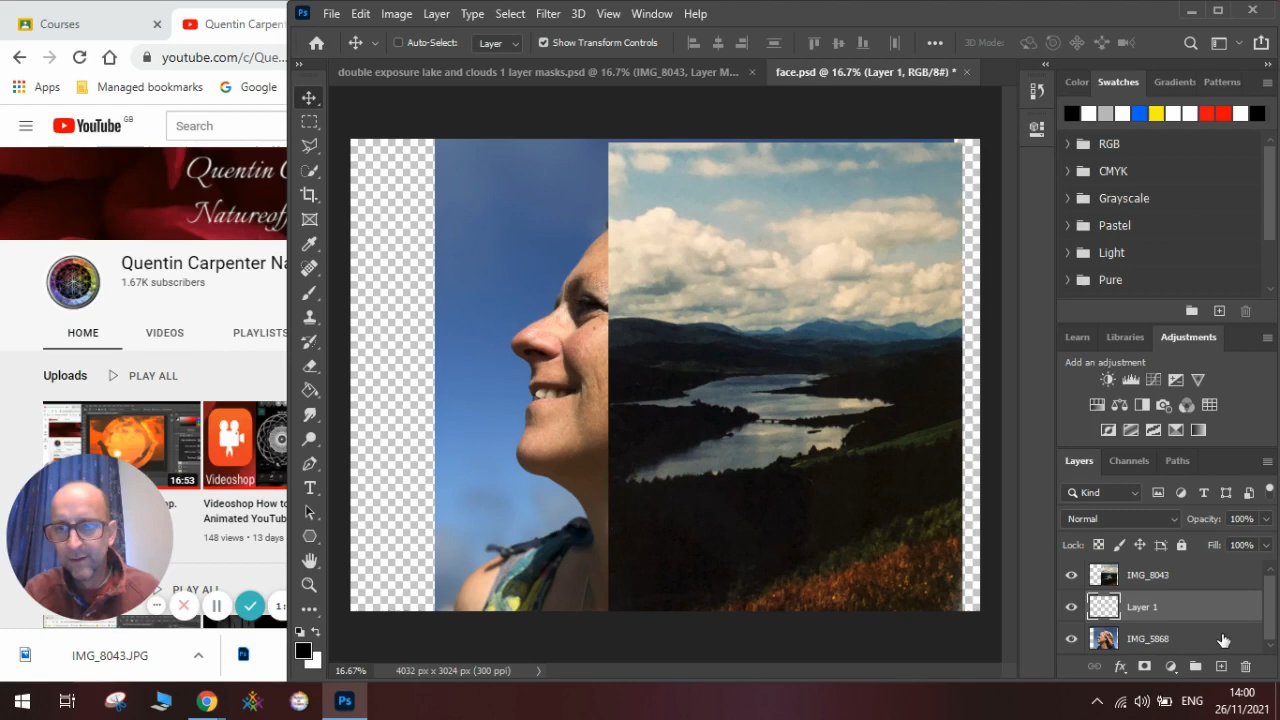 Courses
Quentin Carpenter
File Edit Image Layer Type Select Filter 3D View Window Help
youtube.com/c/Que...
Auto-Select: Layer Show Transform Controls 3D Mode:
Apps Managed bookmarks Google
double exposure lake and clouds 1 layer masks.psd @ 16.7% (IMG_8043, Layer M...
face.psd @ 16.7% (Layer 1, RGB/8#) *
Color Swatches Gradients Patterns
YouTube GB
Search
Quentin C
Natureof
RGB
CMYK
Grayscale
Pastel
Light
Pure
Quentin Carpenter Na
1.67K subscribers
HOME VIDEOS PLAYLISTS
Learn Libraries Adjustments
Add an adjustment
Uploads PLAY ALL
16:53
Videoshop
Videoshop How to
Animated YouTub
148 views • 13 days
Layers Channels Paths
Kind
Normal Opacity: 100%
Lock: Fill: 100%
IMG_8043
Layer 1
IMG_5868
PLAY ALL
IMG_8043.JPG
16.67% 4032 px x 3024 px (300 ppi)
Ps
ENG
14:00
26/11/2021